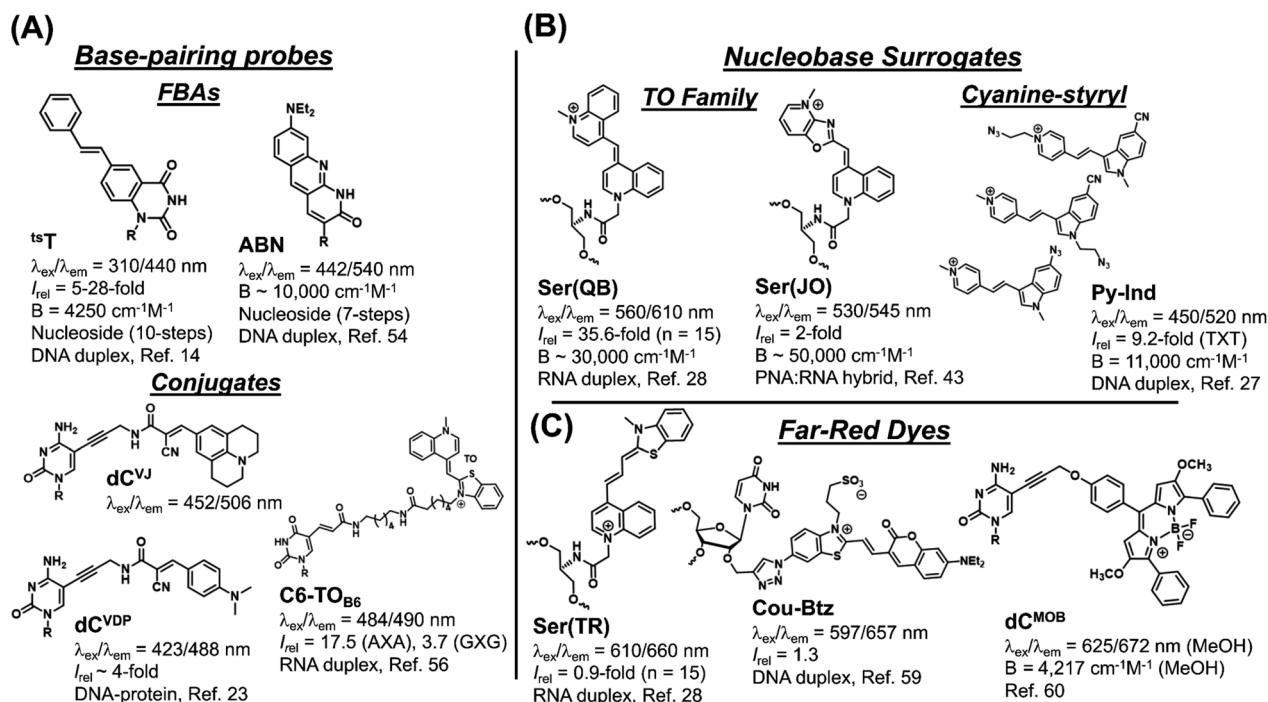 (A)
Base-pairing probes
FBAs
tsT
λex/λem = 310/440 nm
Irel = 5-28-fold
B = 4250 cm-1M-1
Nucleoside (10-steps)
DNA duplex, Ref. 14
ABN
λex/λem = 442/540 nm
B ~ 10,000 cm-1M-1
Nucleoside (7-steps)
DNA duplex, Ref. 54
Conjugates
dCVJ
λex/λem = 452/506 nm
dCVDP
λex/λem = 423/488 nm
Irel ~ 4-fold
DNA-protein, Ref. 23
TO
C6-TOB6
λex/λem = 484/490 nm
Irel = 17.5 (AXA), 3.7 (GXG)
RNA duplex, Ref. 56
(B)
Nucleobase Surrogates
TO Family
Ser(QB)
λex/λem = 560/610 nm
Irel = 35.6-fold (n = 15)
B ~ 30,000 cm-1M-1
RNA duplex, Ref. 28
Ser(JO)
λex/λem = 530/545 nm
Irel = 2-fold
B ~ 50,000 cm-1M-1
PNA:RNA hybrid, Ref. 43
Cyanine-styryl
Py-Ind
λex/λem = 450/520 nm
Irel = 9.2-fold (TXT)
B = 11,000 cm-1M-1
DNA duplex, Ref. 27
(C)
Far-Red Dyes
Ser(TR)
λex/λem = 610/660 nm
Irel = 0.9-fold (n = 15)
RNA duplex, Ref. 28
Cou-Btz
λex/λem = 597/657 nm
Irel = 1.3
DNA duplex, Ref. 59
dCMOB
λex/λem = 625/672 nm (MeOH)
B = 4,217 cm-1M-1 (MeOH)
Ref. 60